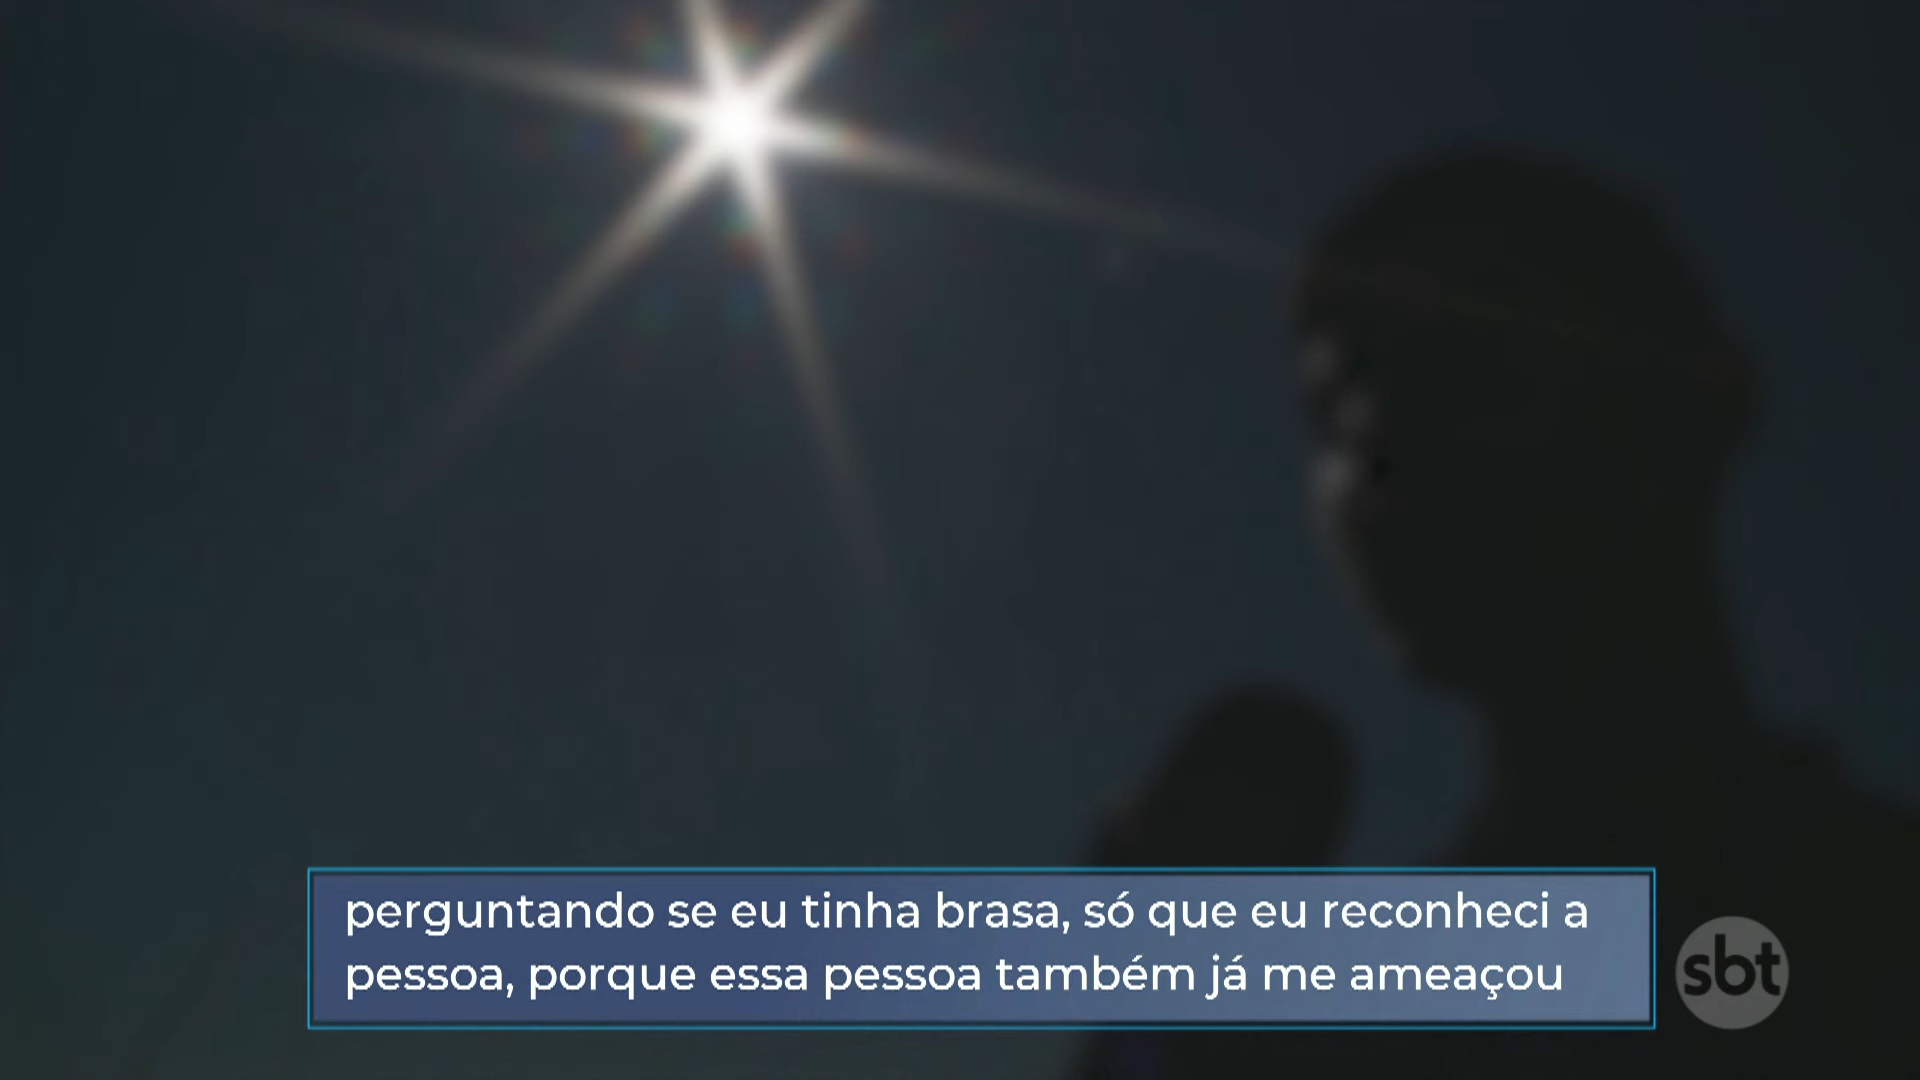 perguntando se eu tinha brasa, só que eu reconheci a
pessoa, porque essa pessoa também já me ameaçou
sbt